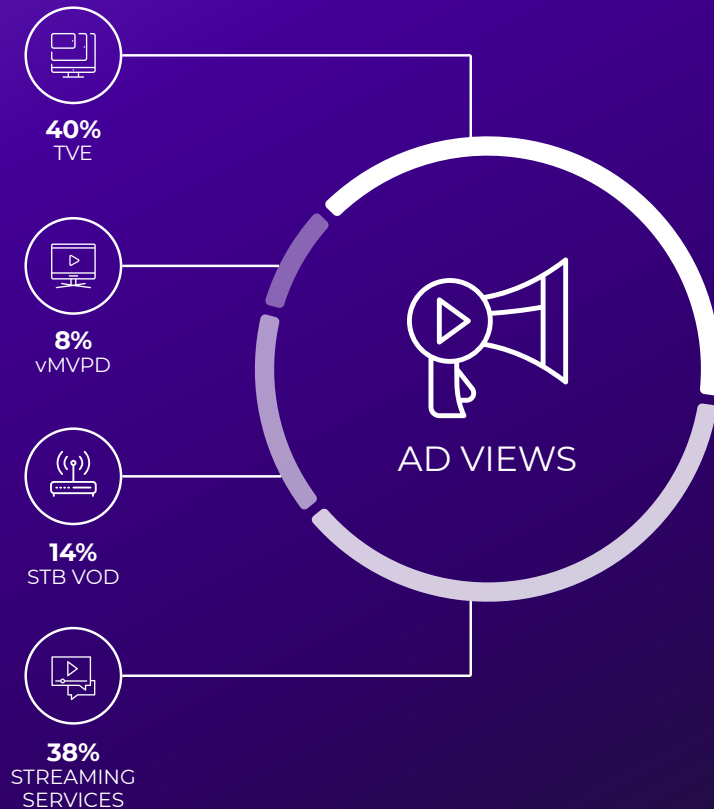 40%
TVE
8%
vMVPD
14%
STB VOD
38%
STREAMING
SERVICES
AD VIEWS